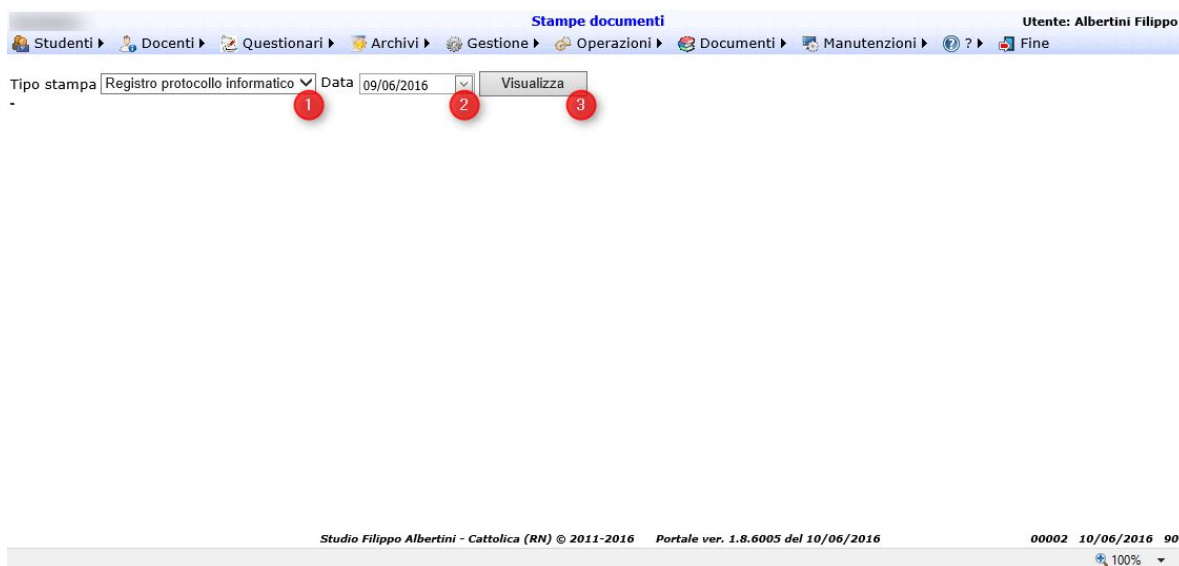 Stampe documenti Utente: Albertini Filippo
Studenti Docenti Questionari Archivi Gestione Operazioni Documenti Manutenzioni ? Fine
Tipo stampa Registro protocollo informatico Data 09/06/2016 Visualizza
- 1 2 3
Studio Filippo Albertini - Cattolica (RN) © 2011-2016 Portale ver. 1.8.6005 del 10/06/2016 00002 10/06/2016 90
100%